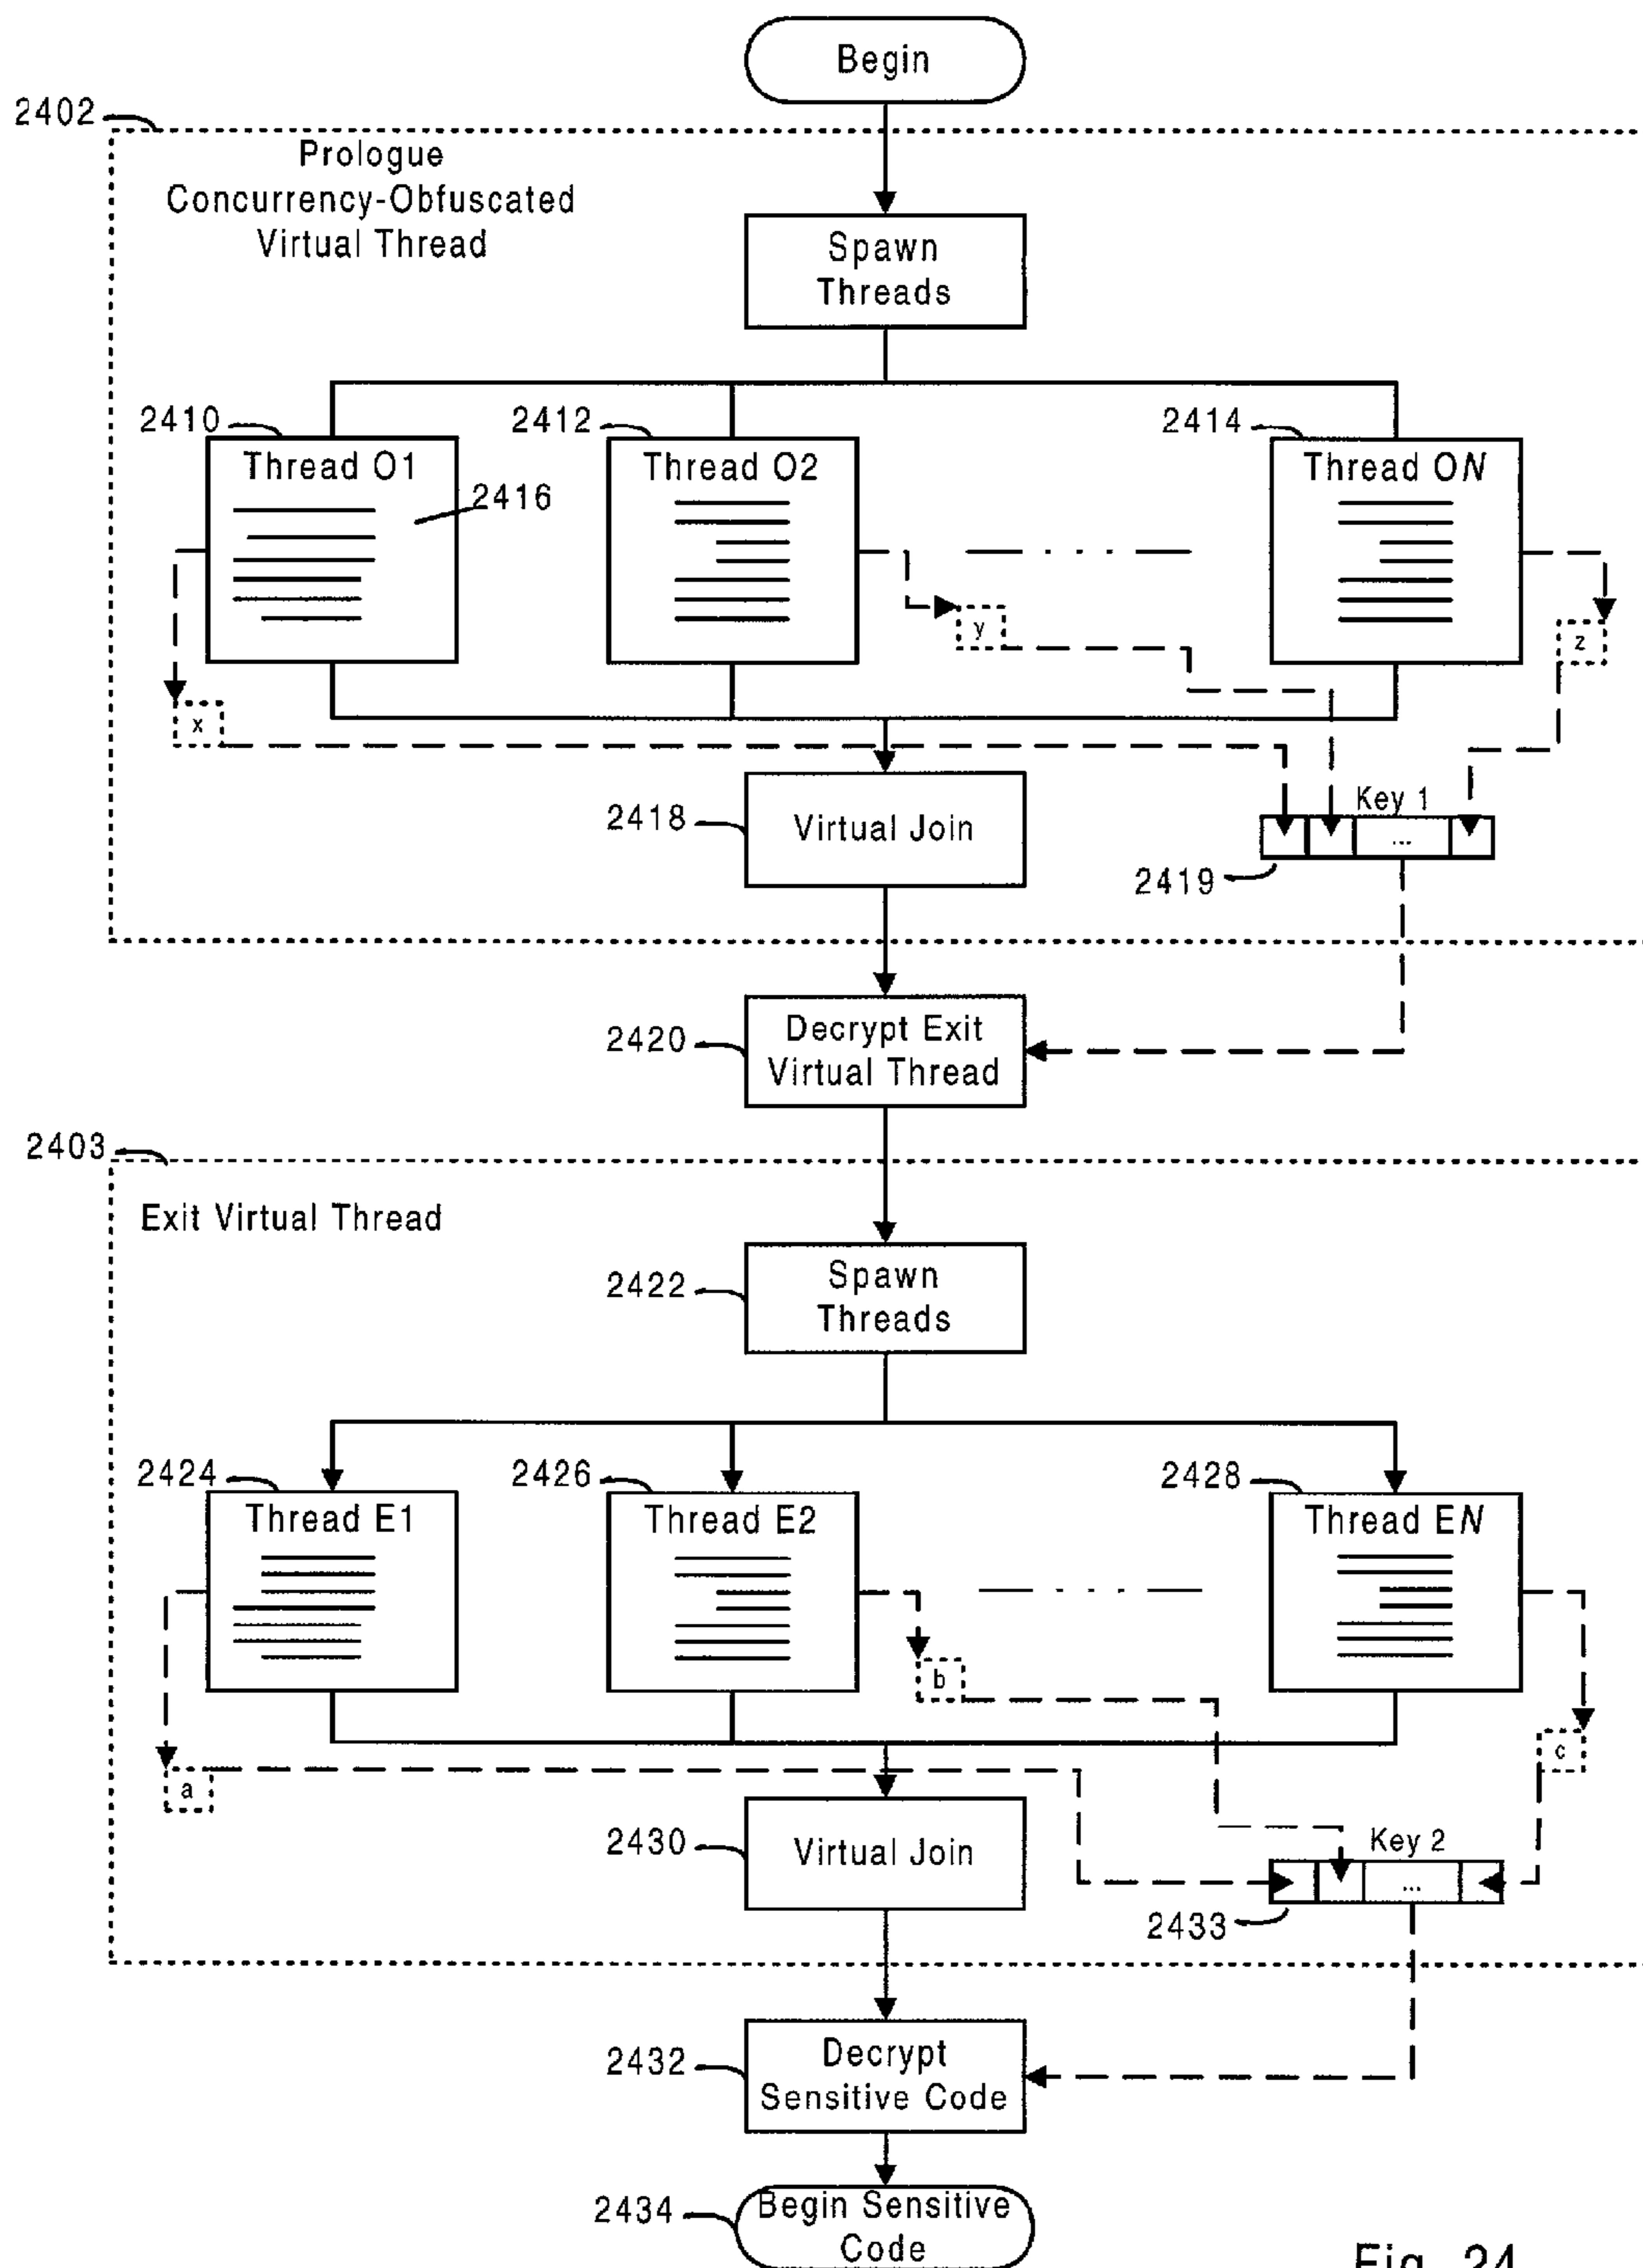 Begin
2402
Prologue
Concurrency-Obfuscated
Virtual Thread
Spawn
Threads
2410
2412
2414
Thread O1
Thread O2
Thread ON
2416
y
z
x
2418
Virtual Join
Key 1
...
2419
2420
Decrypt Exit
Virtual Thread
2403
Exit Virtual Thread
2422
Spawn
Threads
2424
2426
2428
Thread E1
Thread E2
Thread EN
b
c
a
2430
Virtual Join
Key 2
...
2433
2432
Decrypt
Sensitive Code
2434
Begin Sensitive
Code
Fig. 24